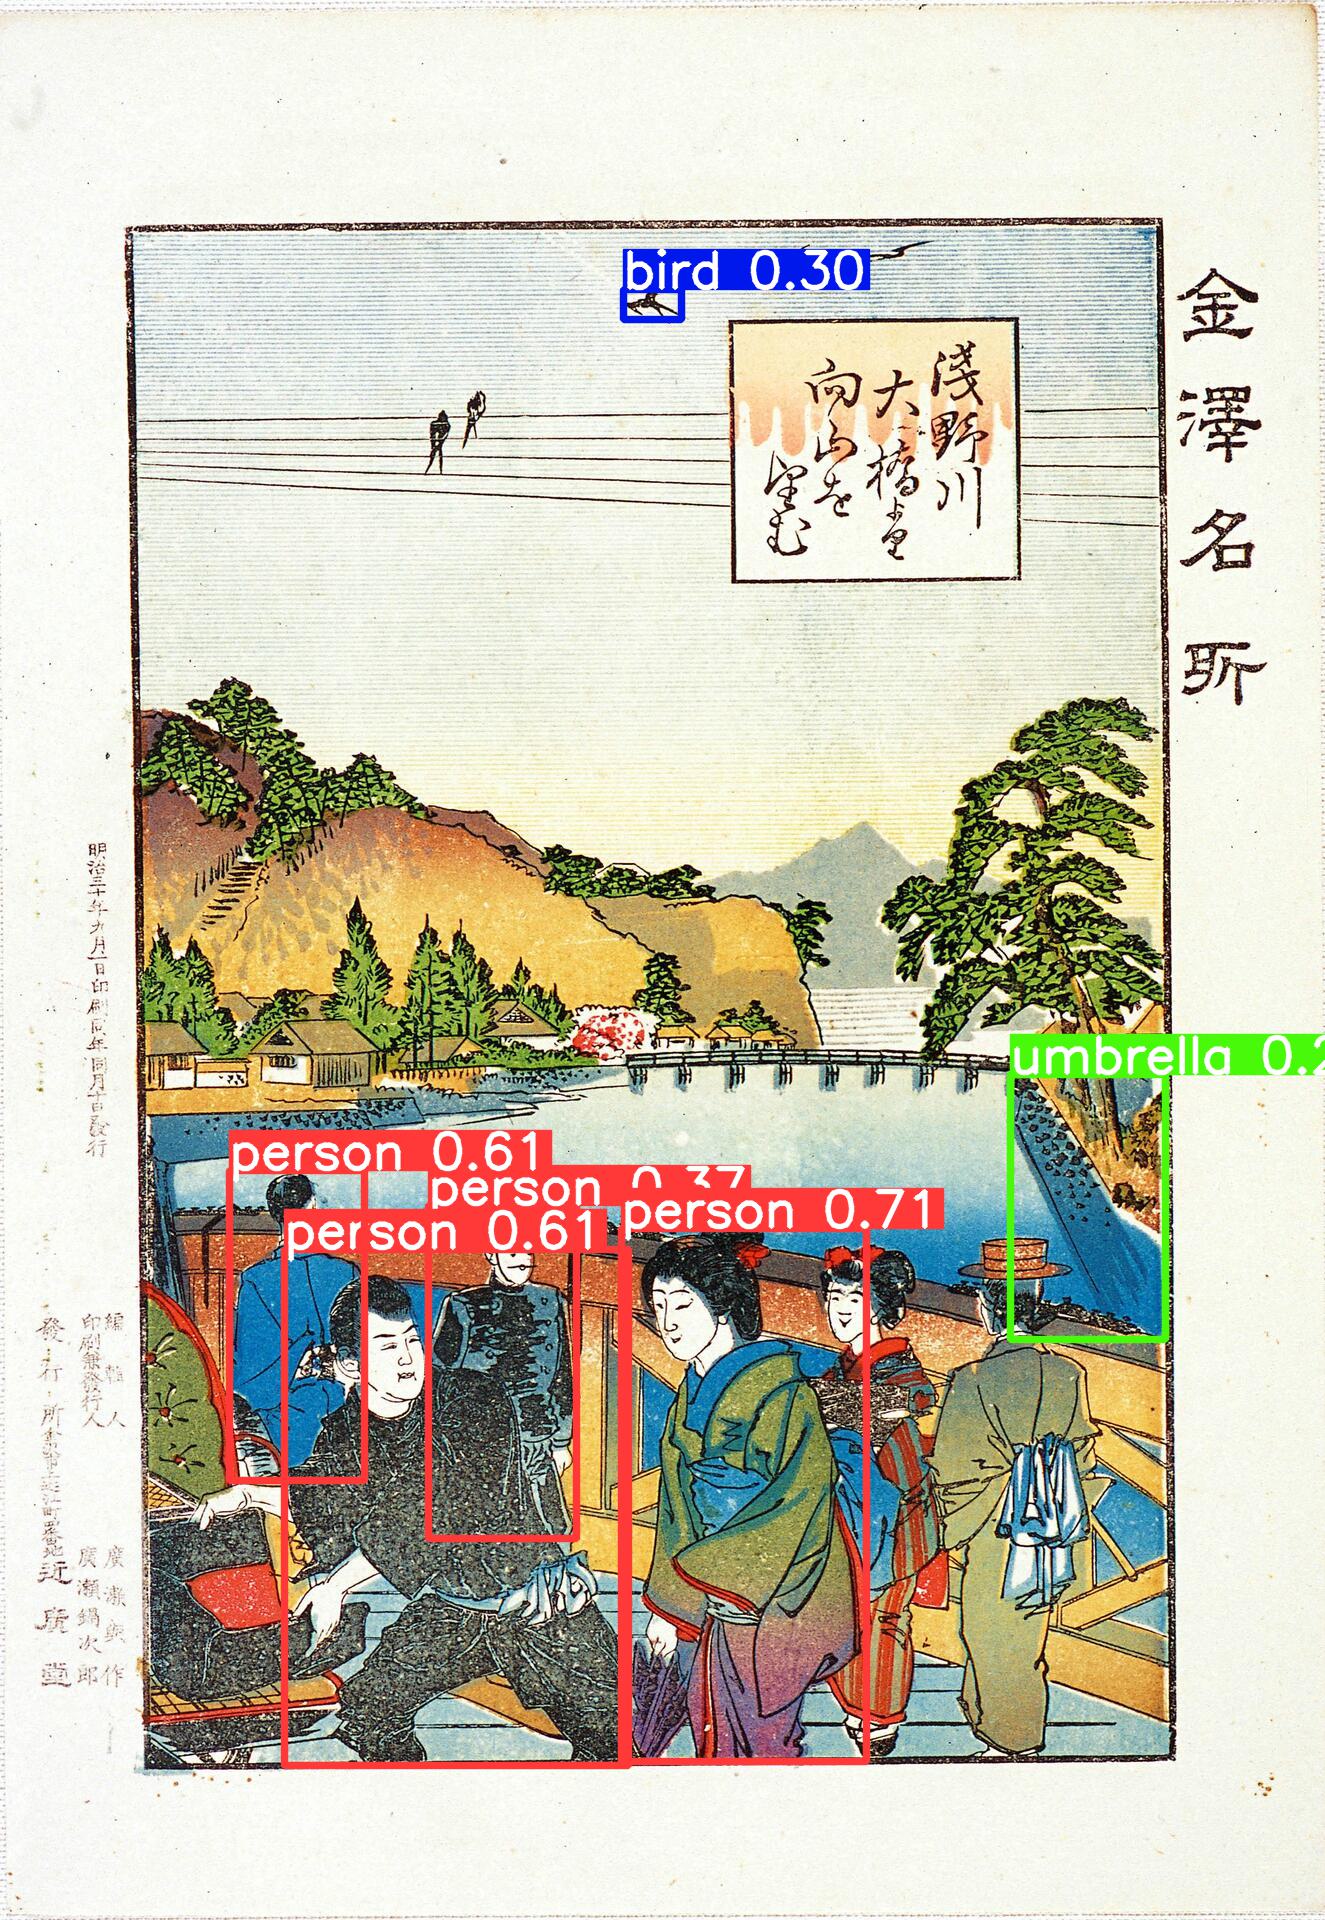 金澤名所
淺野川
大橋より
向山を
望む
bird 0.30
umbrella 0.2
person 0.61
person 0.37
person 0.61
person 0.71
明治三十年九月一日印刷同年同月十日發行
編輯人
廣瀬與作
印刷兼發行人
廣瀬鍋次郎
發行所
近廣堂